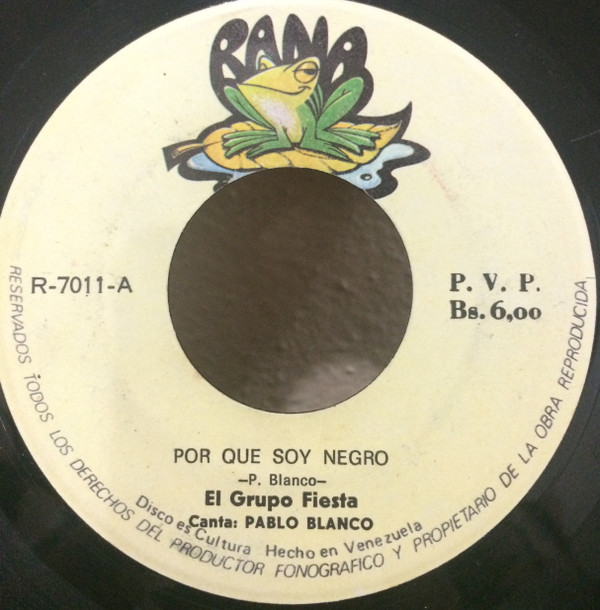 RANA
R-7011-A
P. V. P.
Bs. 6,oo
POR QUE SOY NEGRO
–P. Blanco–
El Grupo Fiesta
Canta: PABLO BLANCO
Disco es Cultura Hecho en Venezuela
RESERVADOS TODOS LOS DERECHOS DEL PRODUCTOR FONOGRAFICO Y PROPIETARIO DE LA OBRA REPRODUCIDA